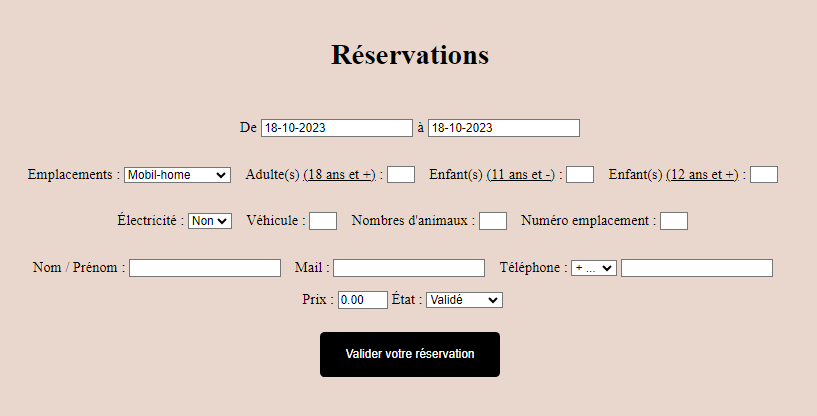 Réservations
De 18-10-2023 à 18-10-2023
Emplacements : Mobil-home Adulte(s) (18 ans et +) : Enfant(s) (11 ans et -) : Enfant(s) (12 ans et +) :
Électricité : Non Véhicule : Nombres d'animaux : Numéro emplacement :
Nom / Prénom : Mail : Téléphone : + ...
Prix : 0.00 État : Validé
Valider votre réservation